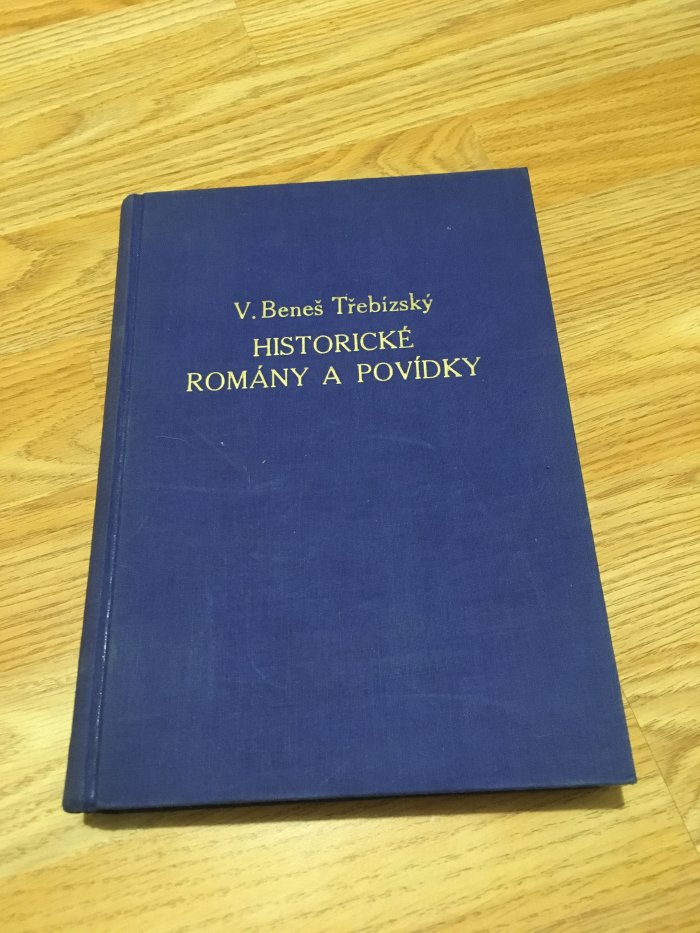 V. Beneš Třebízský
HISTORICKÉ
ROMÁNY A POVÍDKY